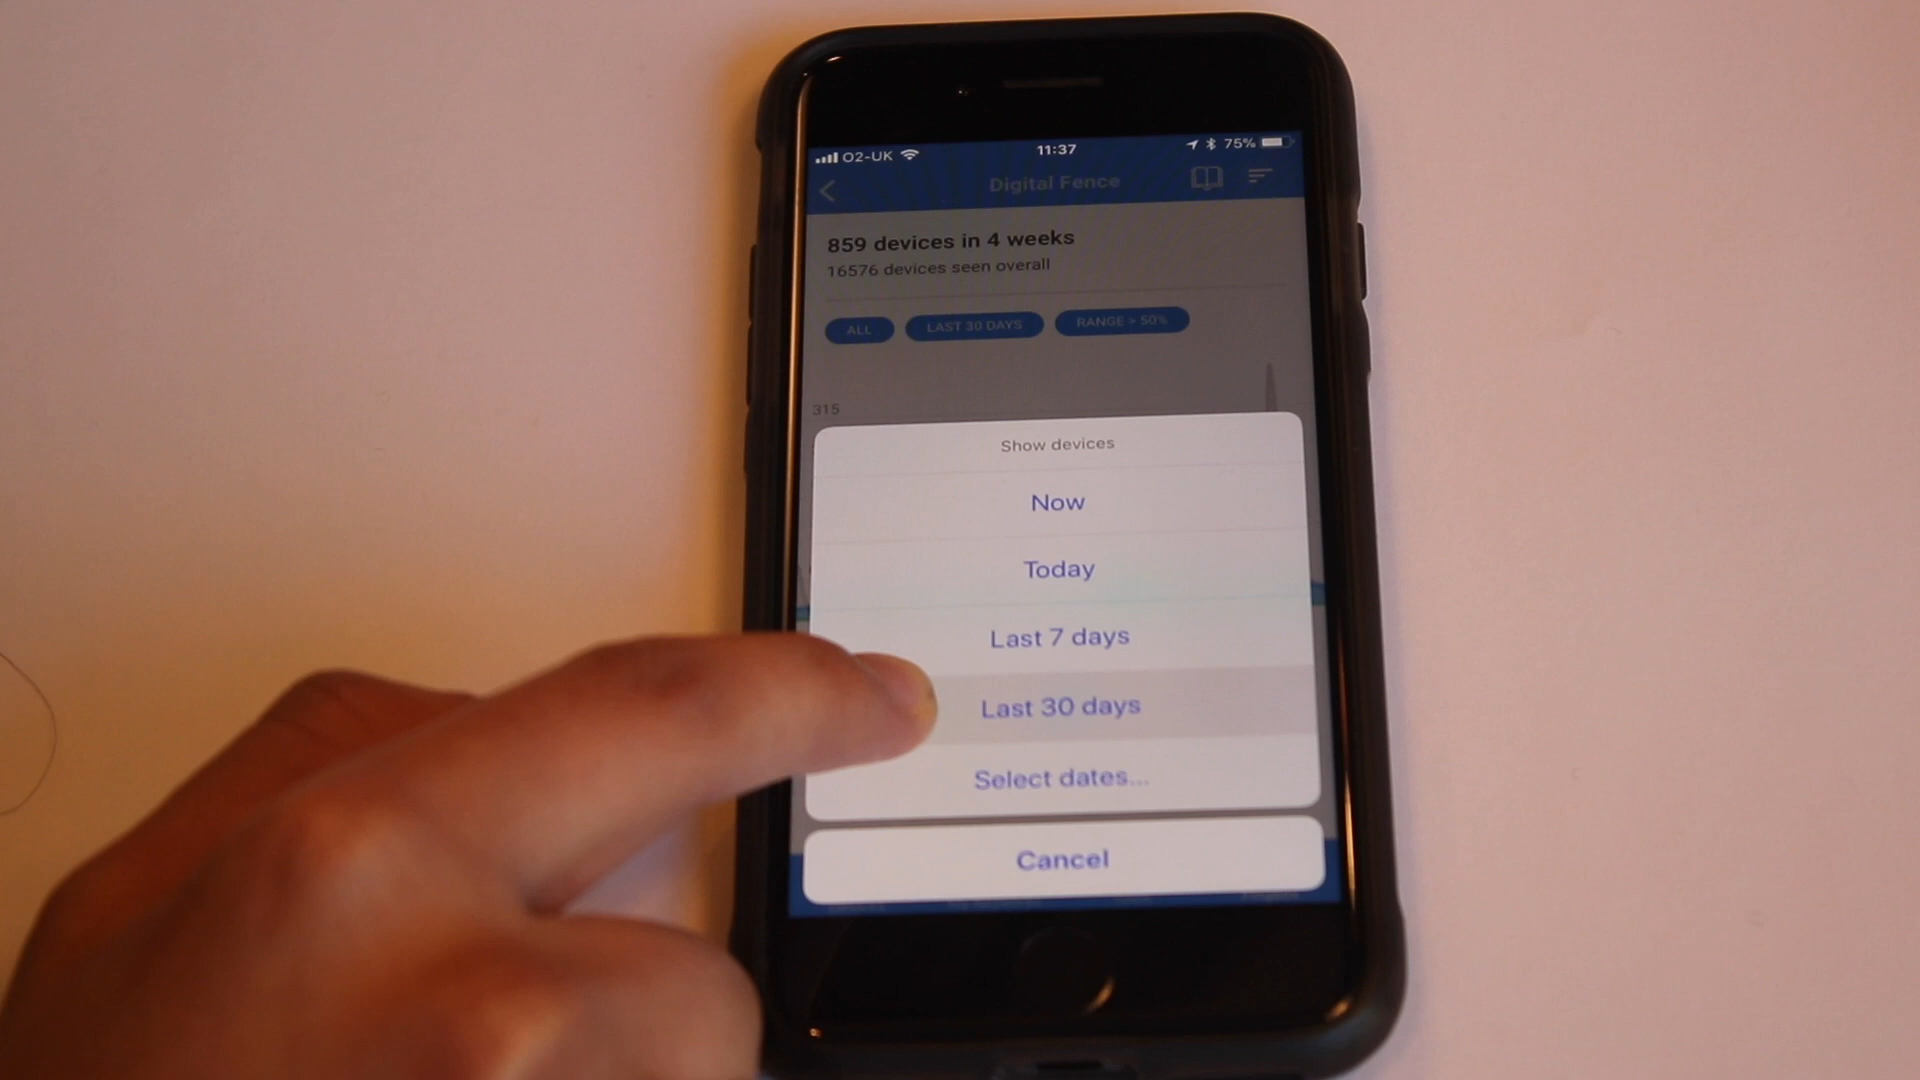 O2-UK 11:37 75%
Digital Fence
859 devices in 4 weeks
16576 devices seen overall
ALL LAST 30 DAYS RANGE > 50%
315
Show devices
Now
Today
Last 7 days
Last 30 days
Select dates...
Cancel